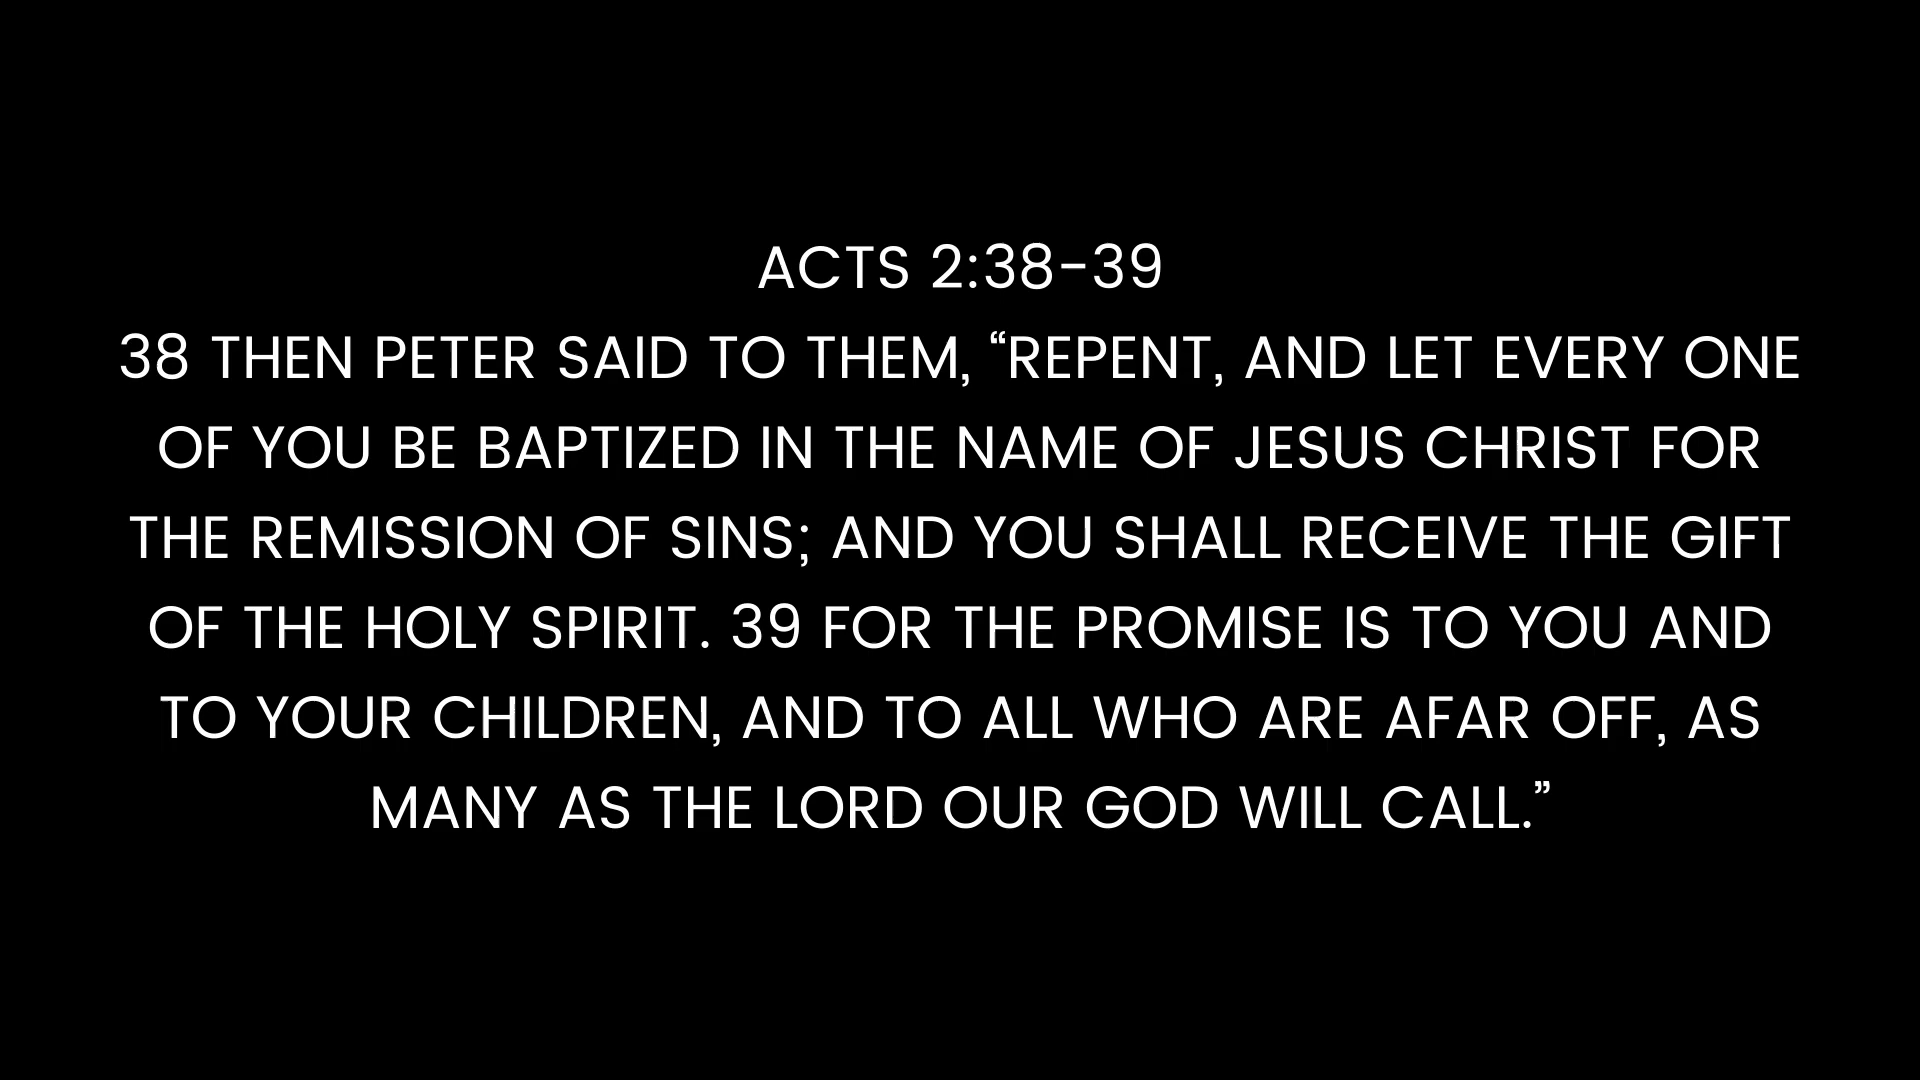 ACTS 2:38-39
38 THEN PETER SAID TO THEM, “REPENT, AND LET EVERY ONE
OF YOU BE BAPTIZED IN THE NAME OF JESUS CHRIST FOR
THE REMISSION OF SINS; AND YOU SHALL RECEIVE THE GIFT
OF THE HOLY SPIRIT. 39 FOR THE PROMISE IS TO YOU AND
TO YOUR CHILDREN, AND TO ALL WHO ARE AFAR OFF, AS
MANY AS THE LORD OUR GOD WILL CALL.”